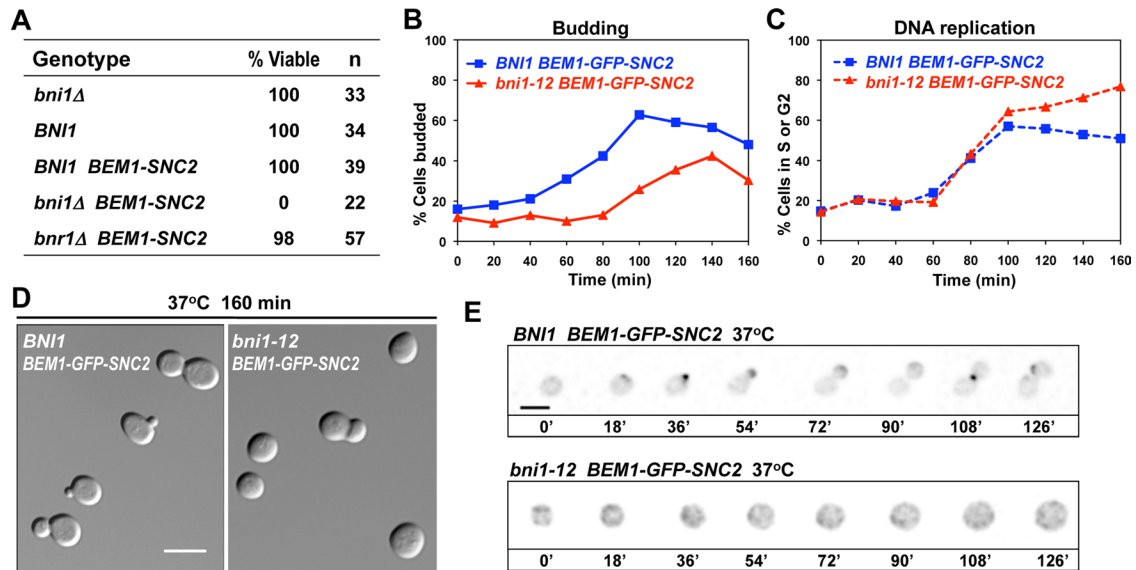 A
Genotype % Viable n
bni1Δ 100 33
BNI1 100 34
BNI1 BEM1-SNC2 100 39
bni1Δ BEM1-SNC2 0 22
bnr1Δ BEM1-SNC2 98 57
B
Budding
% Cells budded
100
80
60
40
20
0
BNI1 BEM1-GFP-SNC2
bni1-12 BEM1-GFP-SNC2
0 20 40 60 80 100 120 140 160
Time (min)
C
DNA replication
% Cells in S or G2
100
80
60
40
20
0
BNI1 BEM1-GFP-SNC2
bni1-12 BEM1-GFP-SNC2
0 20 40 60 80 100 120 140 160
Time (min)
D
37°C 160 min
BNI1
BEM1-GFP-SNC2
bni1-12
BEM1-GFP-SNC2
E
BNI1 BEM1-GFP-SNC2 37°C
0' 18' 36' 54' 72' 90' 108' 126'
bni1-12 BEM1-GFP-SNC2 37°C
0' 18' 36' 54' 72' 90' 108' 126'